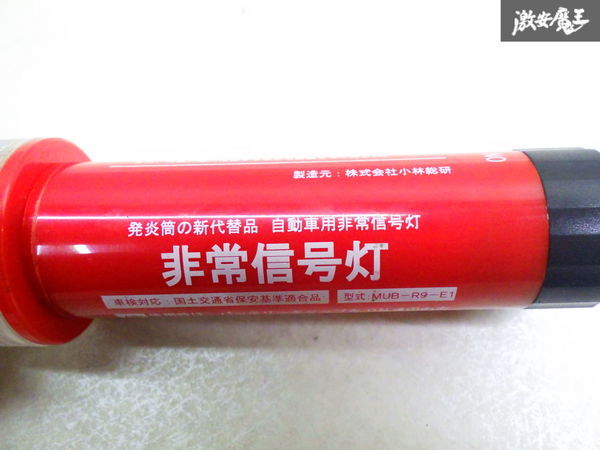 激安魔王
製造元：株式会社小林総研
発炎筒の新代替品 自動車用非常信号灯
非常信号灯
車検対応：国土交通省保安基準適合品 型式：MUB-R9-E1